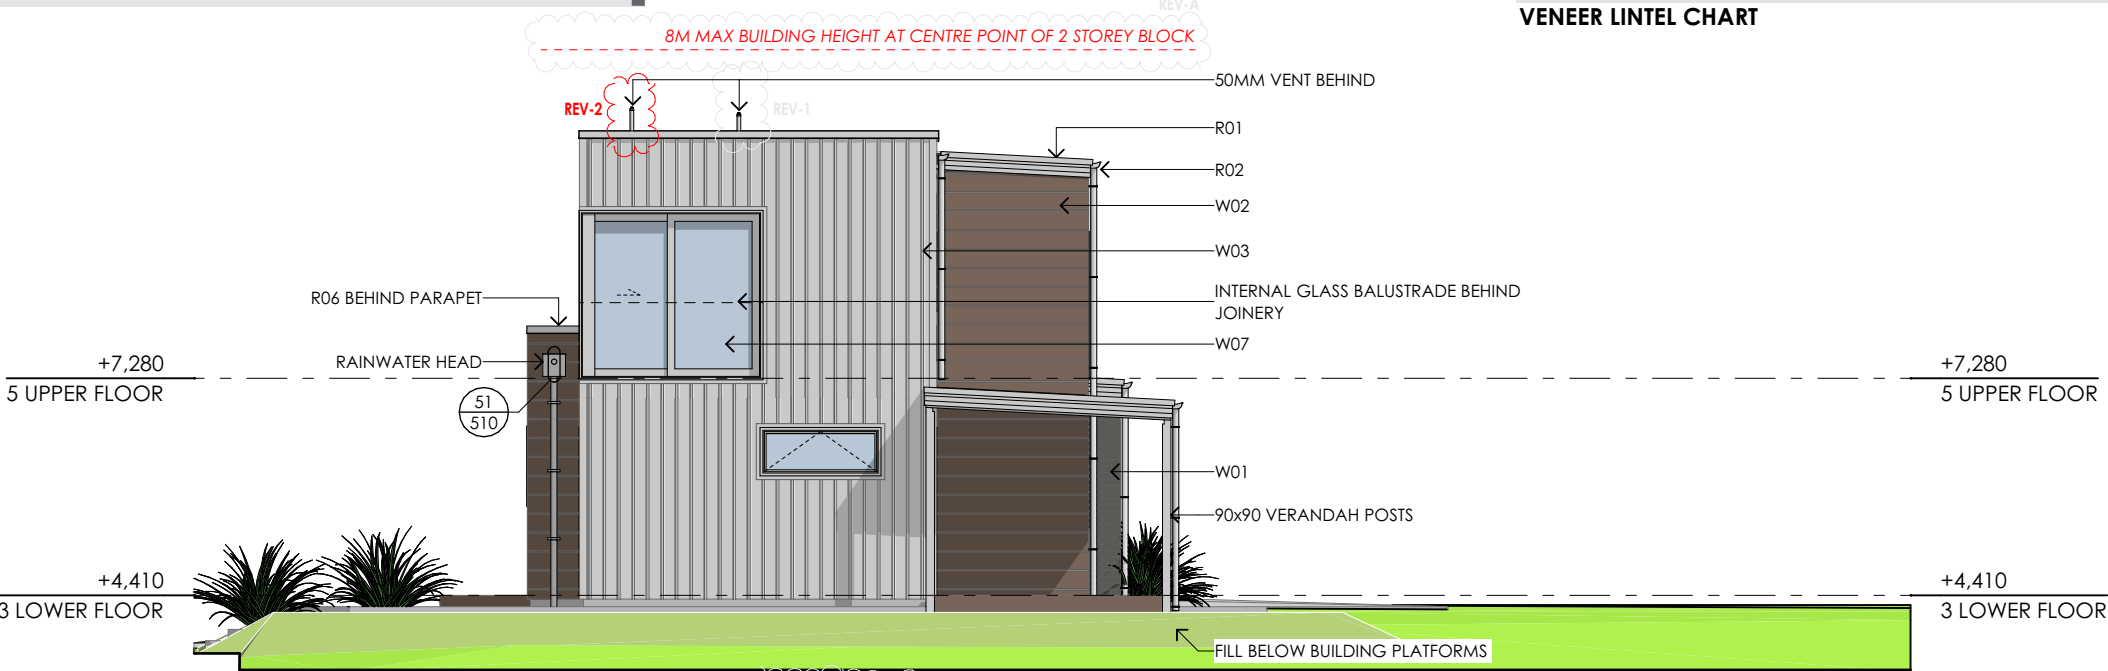 REV-A
VENEER LINTEL CHART
8M MAX BUILDING HEIGHT AT CENTRE POINT OF 2 STOREY BLOCK
50MM VENT BEHIND
REV-2
REV-1
R01
R02
W02
W03
R06 BEHIND PARAPET
INTERNAL GLASS BALUSTRADE BEHIND
JOINERY
W07
RAINWATER HEAD
+7,280
5 UPPER FLOOR
+7,280
5 UPPER FLOOR
51
510
W01
90x90 VERANDAH POSTS
+4,410
3 LOWER FLOOR
+4,410
3 LOWER FLOOR
FILL BELOW BUILDING PLATFORMS